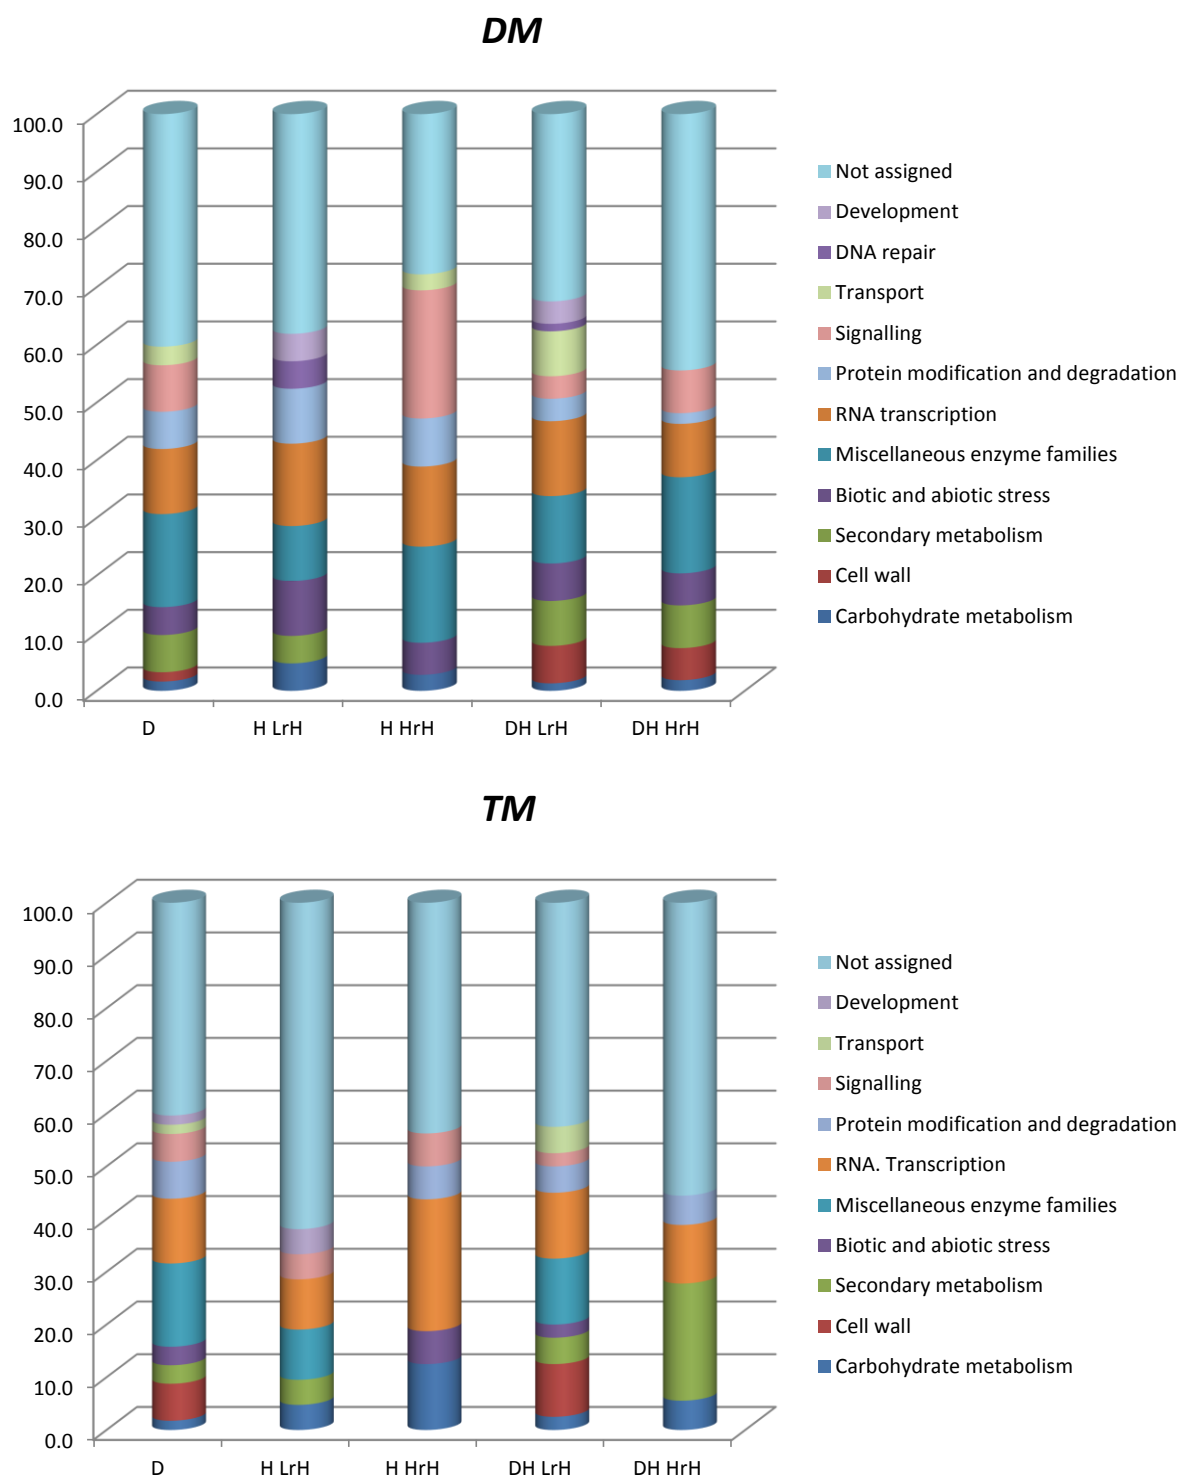 DM
100.0
90.0
80.0
70.0
60.0
50.0
40.0
30.0
20.0
10.0
0.0
D H LrH H HrH DH LrH DH HrH
Not assigned
Development
DNA repair
Transport
Signalling
Protein modification and degradation
RNA transcription
Miscellaneous enzyme families
Biotic and abiotic stress
Secondary metabolism
Cell wall
Carbohydrate metabolism
TM
100.0
90.0
80.0
70.0
60.0
50.0
40.0
30.0
20.0
10.0
0.0
D H LrH H HrH DH LrH DH HrH
Not assigned
Development
Transport
Signalling
Protein modification and degradation
RNA. Transcription
Miscellaneous enzyme families
Biotic and abiotic stress
Secondary metabolism
Cell wall
Carbohydrate metabolism